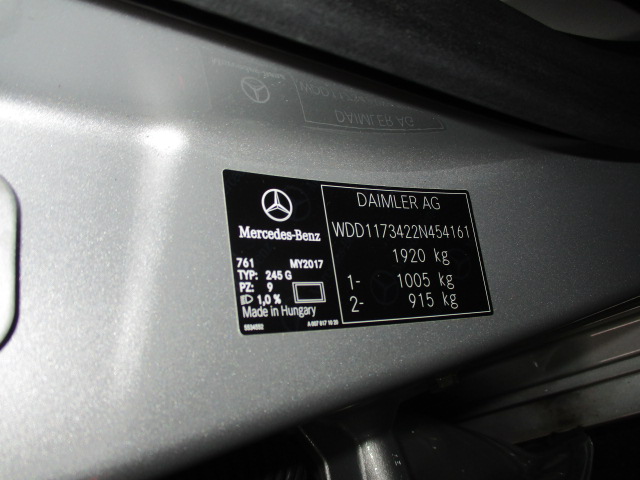 DAIMLER AG
Mercedes-Benz
WDD1173422N454161
1920 kg
761 MY2017
TYP: 245 G
1- 1005 kg
PZ: 9
2- 915 kg
1,0 %
Made in Hungary